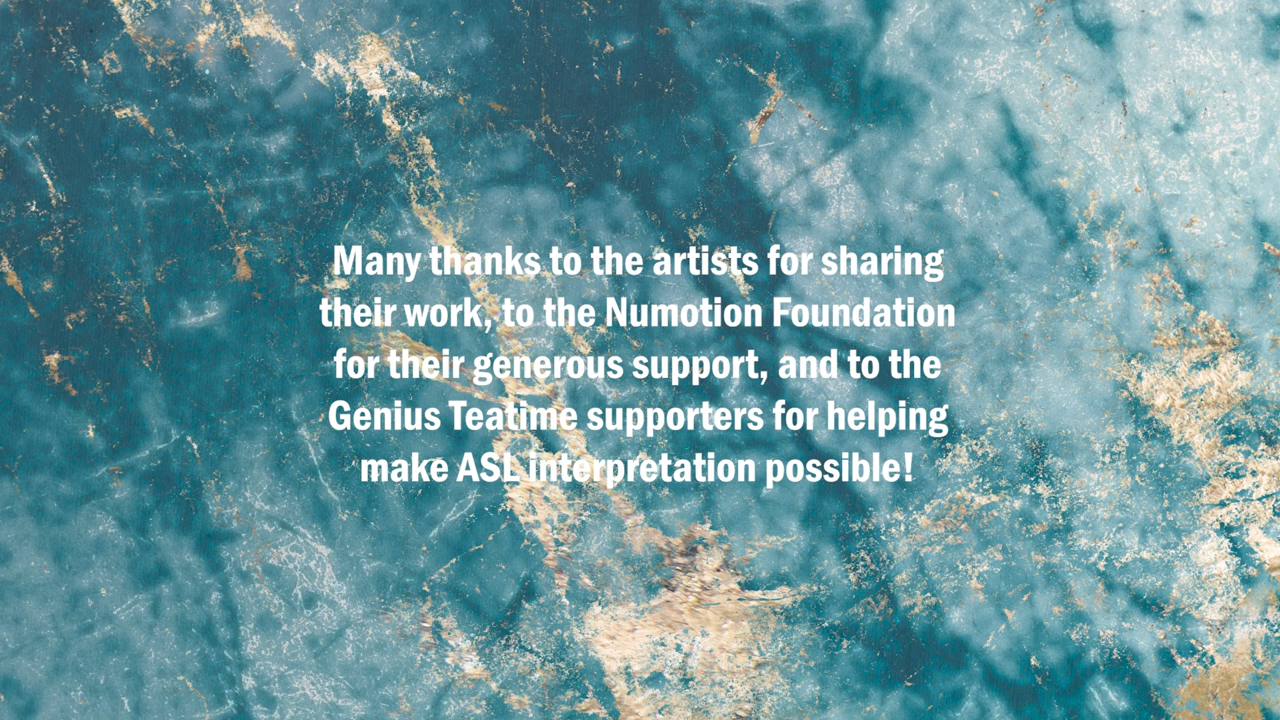 Many thanks to the artists for sharing
their work, to the Numotion Foundation
for their generous support, and to the
Genius Teatime supporters for helping
make ASL interpretation possible!